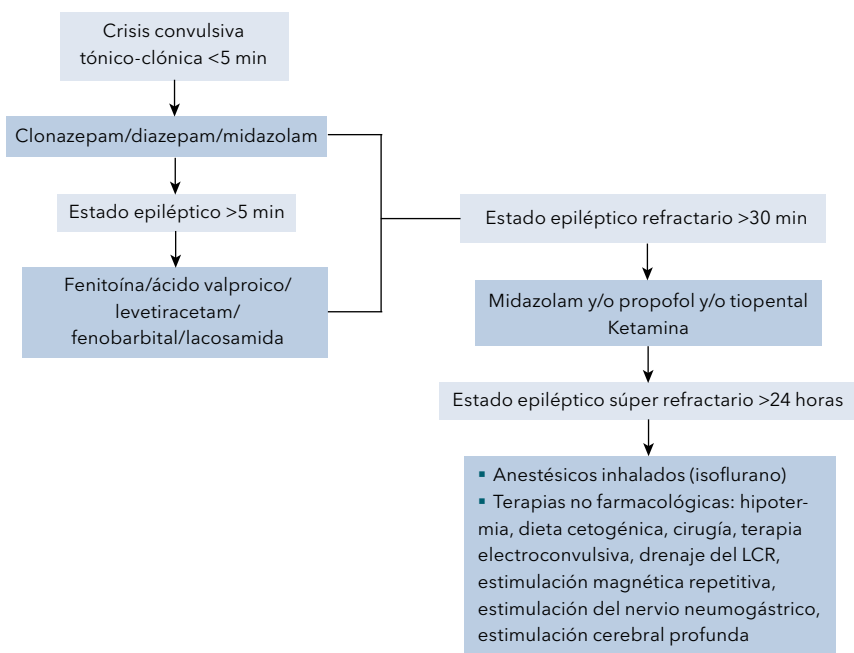 Crisis convulsiva
tónico-clónica <5 min
Clonazepam/diazepam/midazolam
Estado epiléptico >5 min
Fenitoína/ácido valproico/
levetiracetam/
fenobarbital/lacosamida
Estado epiléptico refractario >30 min
Midazolam y/o propofol y/o tiopental
Ketamina
Estado epiléptico súper refractario >24 horas
▪ Anestésicos inhalados (isoflurano)
▪ Terapias no farmacológicas: hipoter-
mia, dieta cetogénica, cirugía, terapia
electroconvulsiva, drenaje del LCR,
estimulación magnética repetitiva,
estimulación del nervio neumogástrico,
estimulación cerebral profunda